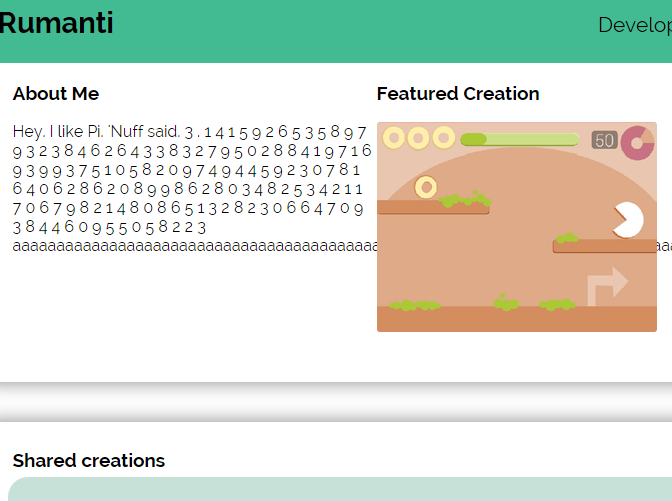 Rumanti
Develop
About Me
Featured Creation
Hey. I like Pi. 'Nuff said. 3 . 1 4 1 5 9 2 6 5 3 5 8 9 7
9 3 2 3 8 4 6 2 6 4 3 3 8 3 2 7 9 5 0 2 8 8 4 1 9 7 1 6
9 3 9 9 3 7 5 1 0 5 8 2 0 9 7 4 9 4 4 5 9 2 3 0 7 8 1
6 4 0 6 2 8 6 2 0 8 9 9 8 6 2 8 0 3 4 8 2 5 3 4 2 1 1
7 0 6 7 9 8 2 1 4 8 0 8 6 5 1 3 2 8 2 3 0 6 6 4 7 0 9
3 8 4 4 6 0 9 5 5 0 5 8 2 2 3
50
Shared creations